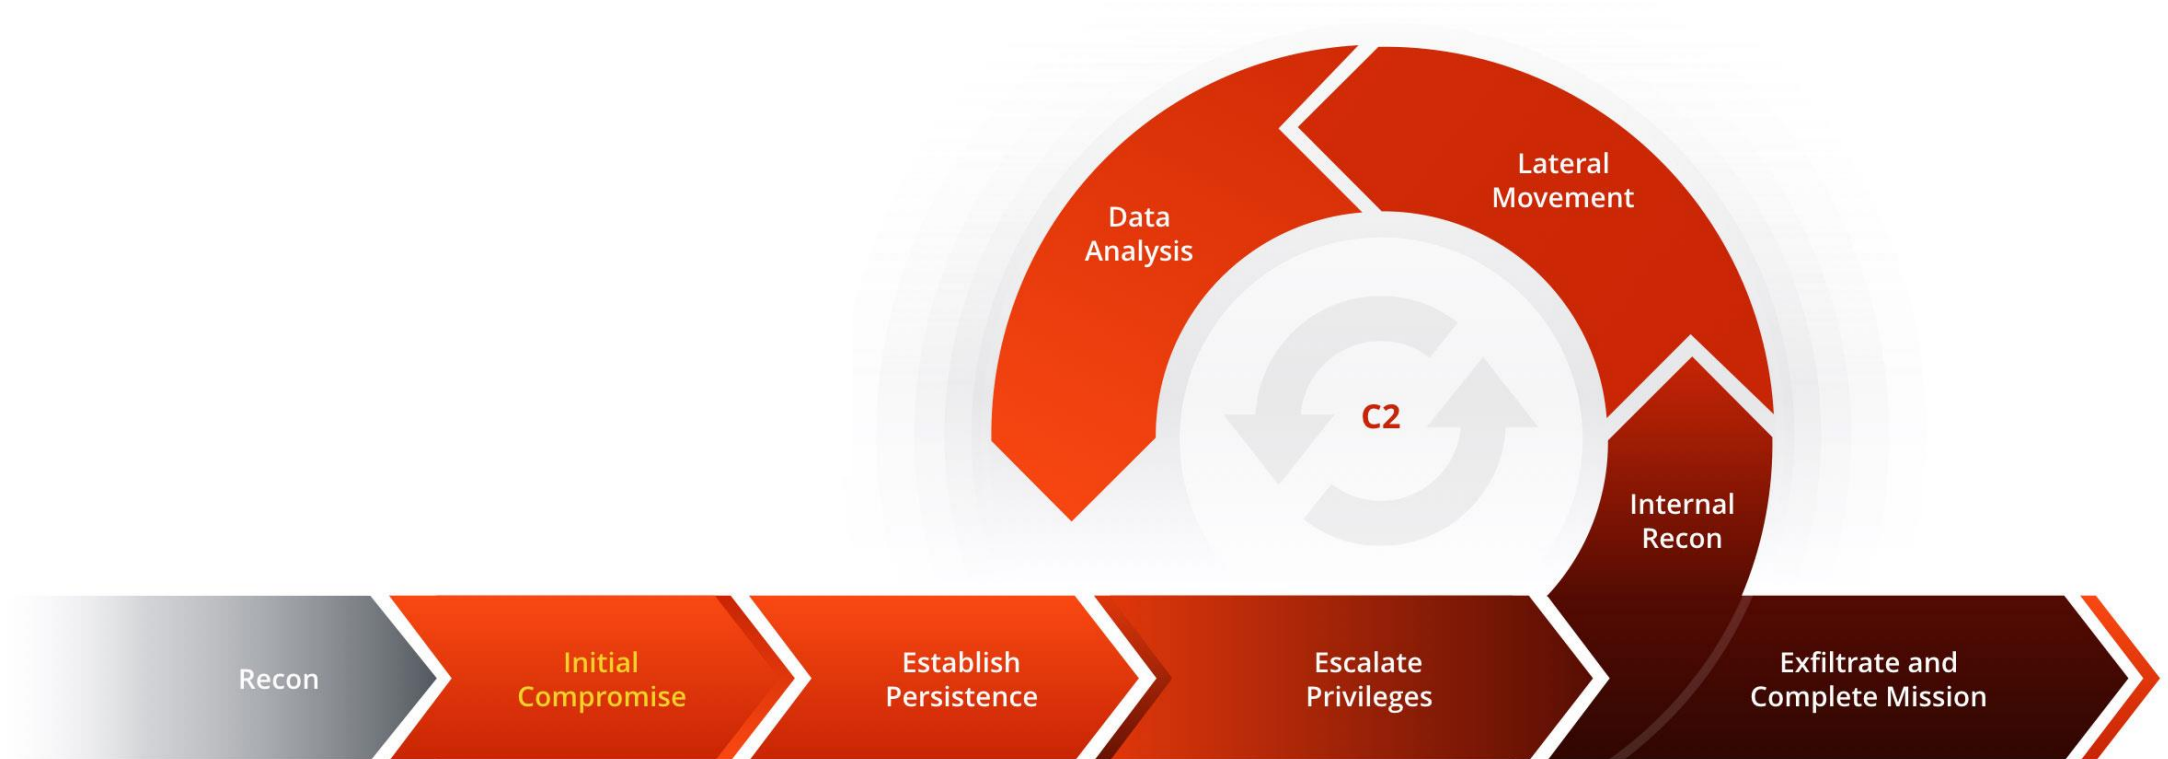 Data
Analysis
Lateral
Movement
C2
Internal
Recon
Recon
Initial
Compromise
Establish
Persistence
Escalate
Privileges
Exfiltrate and
Complete Mission